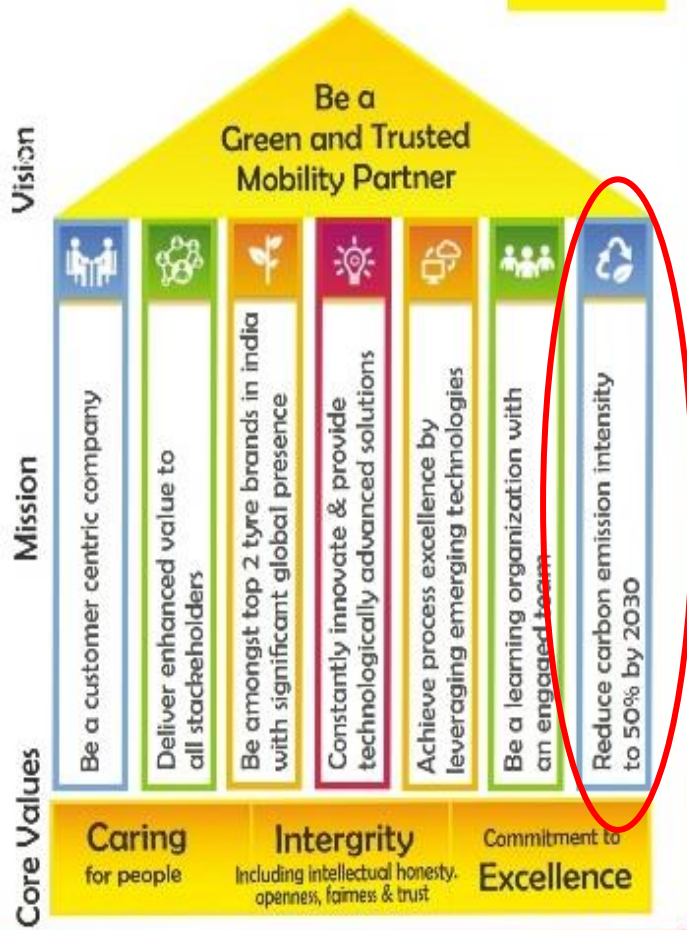 Vision
Be a
Green and Trusted
Mobility Partner
Mission
Be a customer centric company
Deliver enhanced value to
all stackeholders
Be amongst top 2 tyre brands in india
with significant global presence
Constantly innovate & provide
technologically advanced solutions
Achieve process excellence by
leveraging emerging technologies
Be a learning organization with
an engaged team
Reduce carbon emission intensity
to 50% by 2030
Core Values
Caring
for people
Intergrity
Including intellectual honesty.
openness, fairness & trust
Commitment to
Excellence